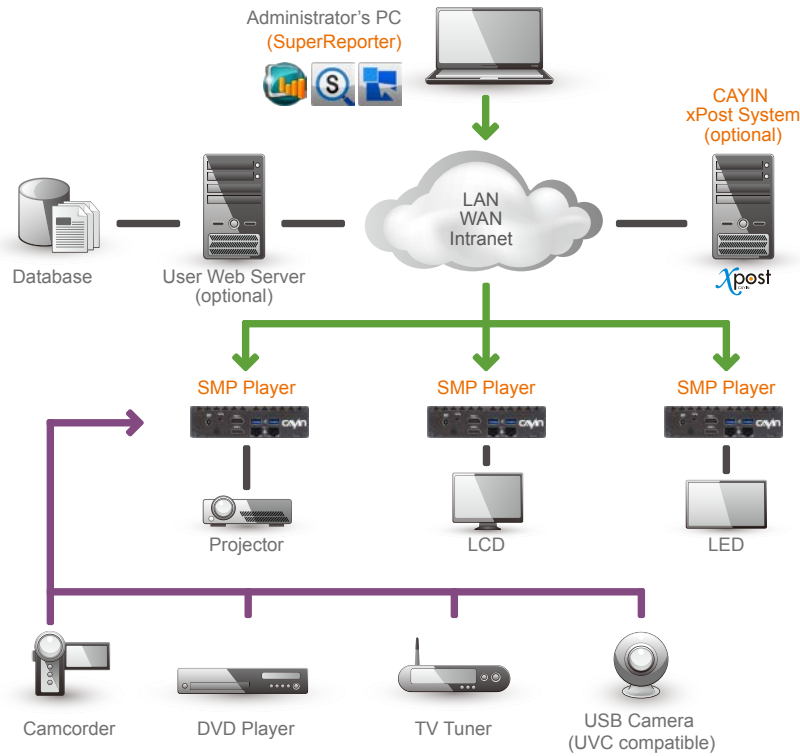 Administrator's PC
(SuperReporter)
S
CAYIN
xPost System
(optional)
LAN
WAN
Intranet
Database
User Web Server
(optional)
Xpost
CAYIN
SMP Player
SMP Player
SMP Player
CAYIN
CAYIN
CAYIN
Projector
LCD
LED
Camcorder
DVD Player
TV Tuner
USB Camera
(UVC compatible)